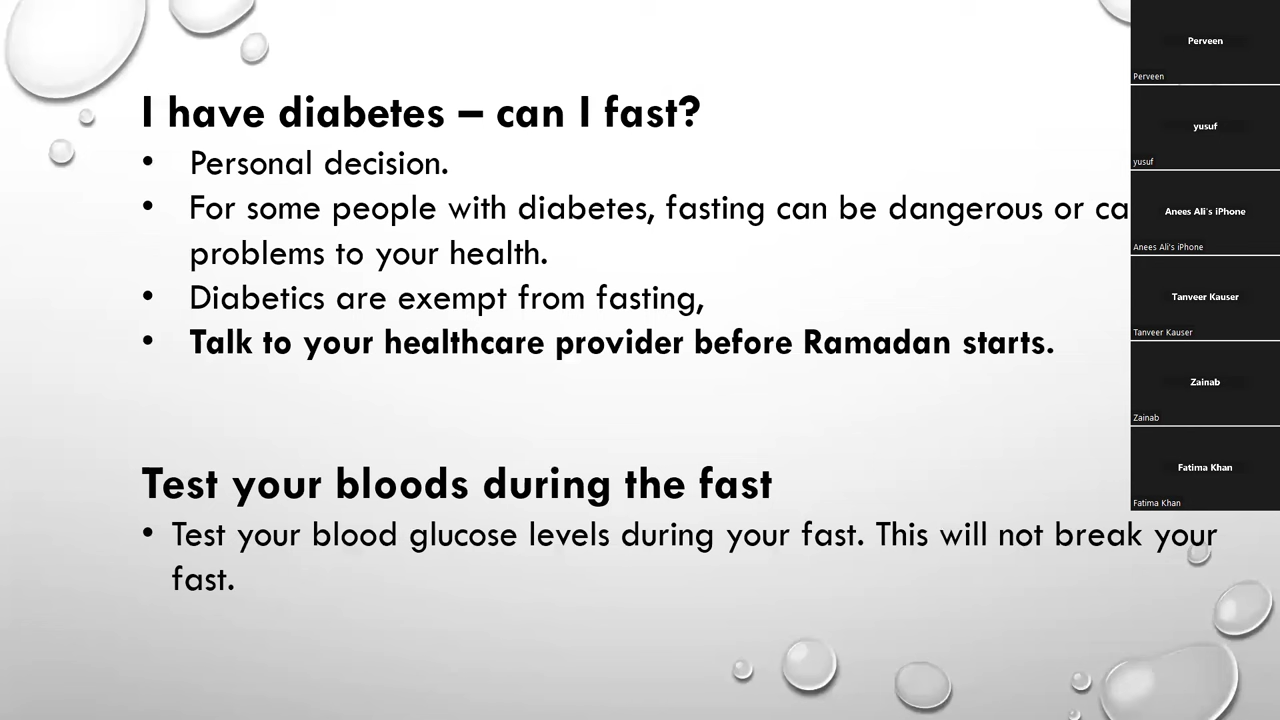 I have diabetes – can I fast?
• Personal decision.
• For some people with diabetes, fasting can be dangerous or ca
problems to your health.
• Diabetics are exempt from fasting,
• Talk to your healthcare provider before Ramadan starts.
Test your bloods during the fast
• Test your blood glucose levels during your fast. This will not break your
fast.
Perveen
Perveen
yusuf
yusuf
Anees Ali's iPhone
Anees Ali's iPhone
Tanveer Kauser
Tanveer Kauser
Zainab
Zainab
Fatima Khan
Fatima Khan